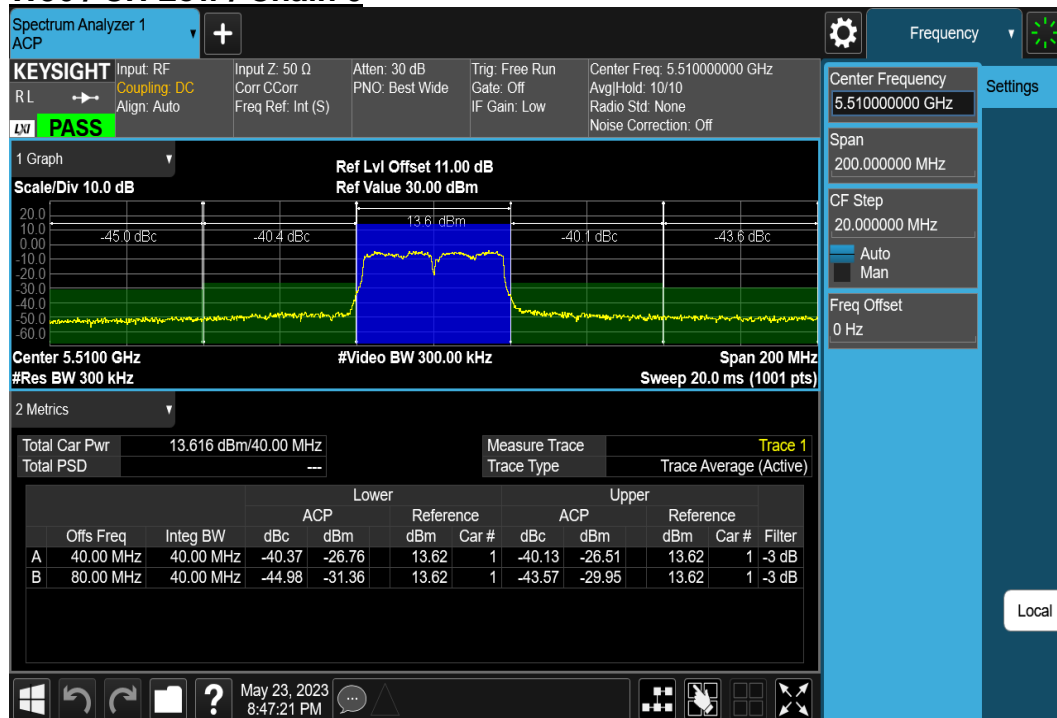 Spectrum Analyzer 1
ACP
+
Frequency
KEYSIGHT
RL
LXI PASS
Input: RF
Coupling: DC
Align: Auto
Input Z: 50 Ω
Corr CCorr
Freq Ref: Int (S)
Atten: 30 dB
PNO: Best Wide
Trig: Free Run
Gate: Off
IF Gain: Low
Center Freq: 5.510000000 GHz
Avg|Hold: 10/10
Radio Std: None
Noise Correction: Off
Center Frequency
5.510000000 GHz
Settings
Span
200.000000 MHz
CF Step
20.000000 MHz
Auto
Man
Freq Offset
0 Hz
Local
1 Graph
Scale/Div 10.0 dB
Ref Lvl Offset 11.00 dB
Ref Value 30.00 dBm
20.0
10.0
0.00
-10.0
-20.0
-30.0
-40.0
-50.0
-60.0
-45.0 dBc
-40.4 dBc
13.6 dBm
-40.1 dBc
-43.6 dBc
Center 5.5100 GHz
#Video BW 300.00 kHz
Span 200 MHz
#Res BW 300 kHz
Sweep 20.0 ms (1001 pts)
2 Metrics
Total Car Pwr 13.616 dBm/40.00 MHz
Total PSD ---
Measure Trace Trace 1
Trace Type Trace Average (Active)
Lower Upper
ACP Reference ACP Reference
Offs Freq Integ BW dBc dBm dBm Car # dBc dBm dBm Car # Filter
A 40.00 MHz 40.00 MHz -40.37 -26.76 13.62 1 -40.13 -26.51 13.62 1 -3 dB
B 80.00 MHz 40.00 MHz -44.98 -31.36 13.62 1 -43.57 -29.95 13.62 1 -3 dB
?
May 23, 2023
8:47:21 PM